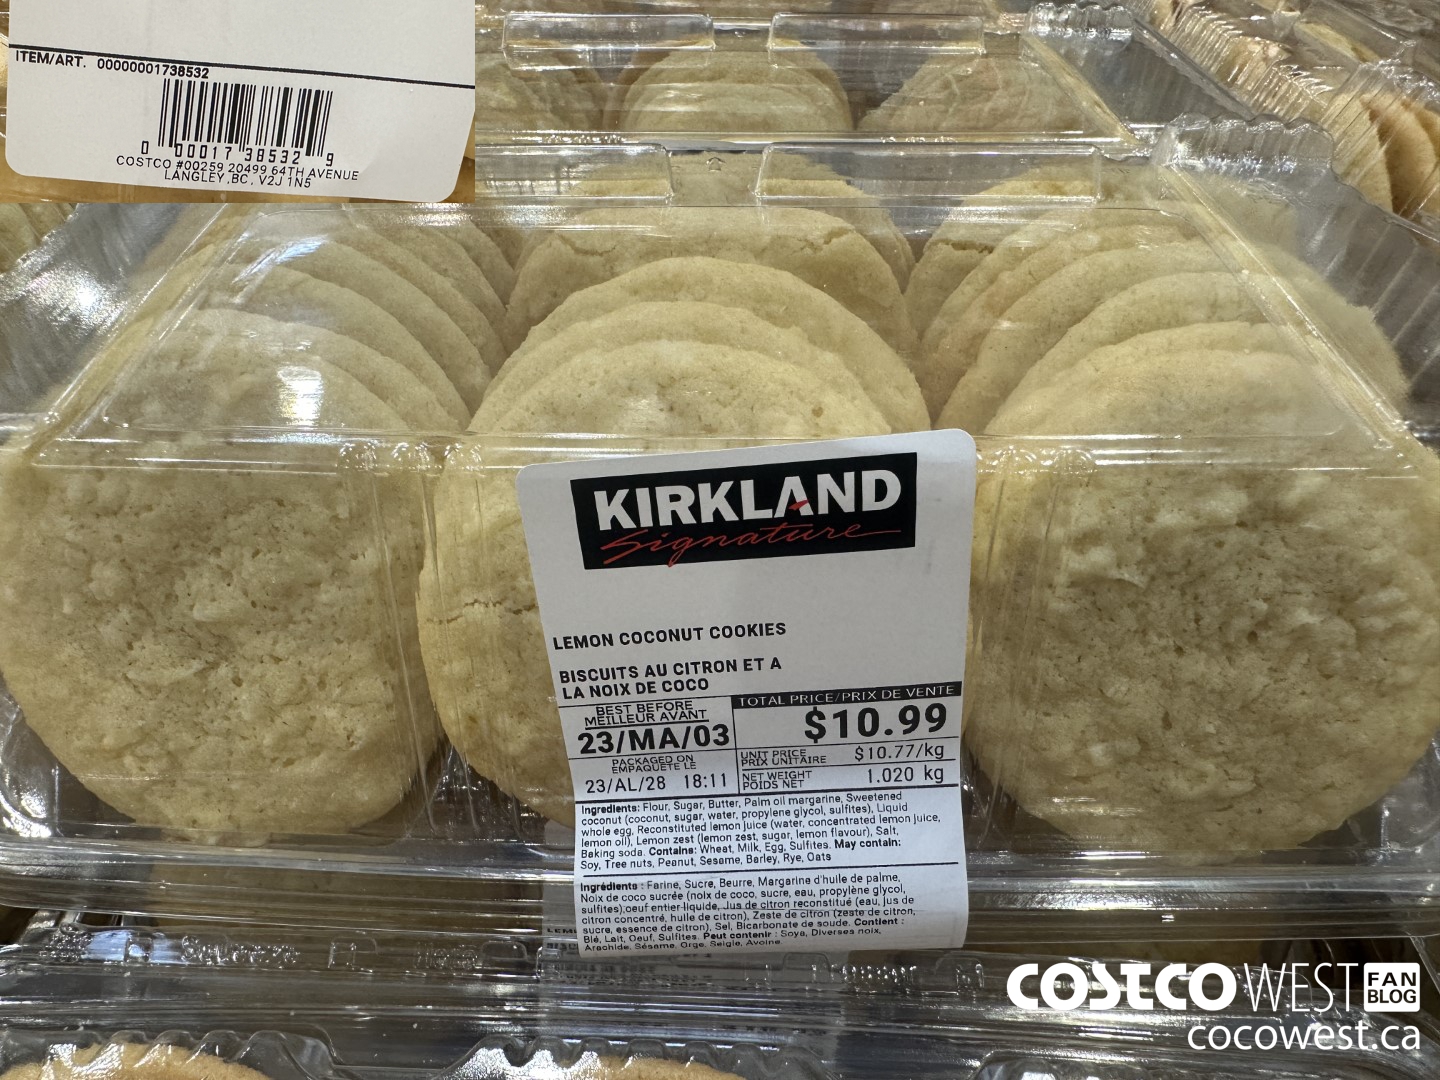 ITEM/ART. 00000001738532
0 00017 38532 9
COSTCO #00259 20499 64TH AVENUE
LANGLEY ,BC, V2J 1N5
KIRKLAND
Signature
LEMON COCONUT COOKIES
BISCUITS AU CITRON ET A
LA NOIX DE COCO
BEST BEFORE
MEILLEUR AVANT
23/MA/03
PACKAGED ON
EMPAQUETÉ LE
23/AL/28 18:11
TOTAL PRICE/PRIX DE VENTE
$10.99
UNIT PRICE
PRIX UNITAIRE
$10.77/kg
NET WEIGHT
POIDS NET
1.020 kg
Ingredients: Flour, Sugar, Butter, Palm oil margarine, Sweetened
coconut (coconut, sugar, water, propylene glycol, sulfites), Liquid
whole egg, Reconstituted lemon juice (water, concentrated lemon juice,
lemon oil), Lemon zest (lemon zest, sugar, lemon flavour), Salt,
Baking soda. Contains: Wheat, Milk, Egg, Sulfites. May contain:
Soy, Tree nuts, Peanut, Sesame, Barley, Rye, Oats
Ingrédients : Farine, Sucre, Beurre, Margarine d'huile de palme,
Noix de coco sucrée (noix de coco, sucre, eau, propylène glycol,
sulfites),oeuf entier liquide, Jus de citron reconstitué (eau, jus de
citron concentré, huile de citron), Zeste de citron (zeste de citron,
sucre, essence de citron), Sel, Bicarbonate de soude. Contient :
Blé, Lait, Oeuf, Sulfites. Peut contenir : Soya, Diverses noix,
Arachide, Sésame, Orge, Seigle, Avoine
COSTCO WEST FAN
BLOG
cocowest.ca